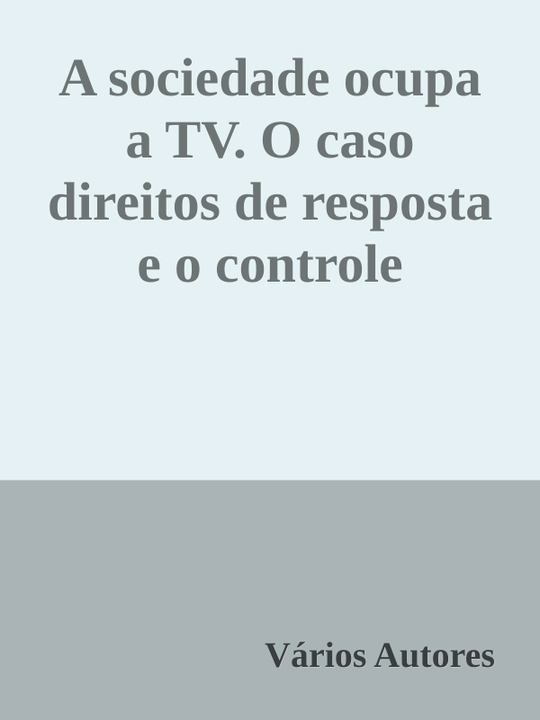 A sociedade ocupa
a TV. O caso
direitos de resposta
e o controle
Vários Autores